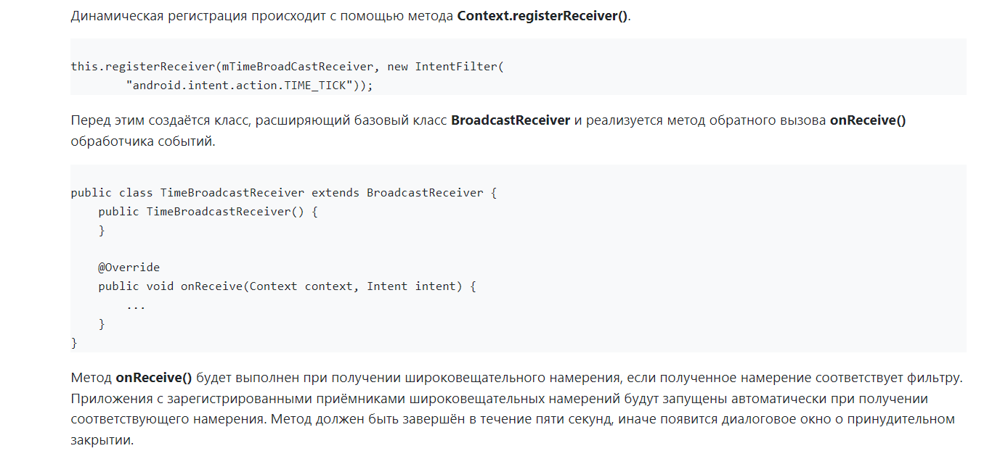 Динамическая регистрация происходит с помощью метода Context.registerReceiver().
this.registerReceiver(mTimeBroadCastReceiver, new IntentFilter(
"android.intent.action.TIME_TICK"));
Перед этим создаётся класс, расширяющий базовый класс BroadcastReceiver и реализуется метод обратного вызова onReceive()
обработчика событий.
public class TimeBroadcastReceiver extends BroadcastReceiver {
public TimeBroadcastReceiver() {
}
@Override
public void onReceive(Context context, Intent intent) {
...
}
}
Метод onReceive() будет выполнен при получении широковещательного намерения, если полученное намерение соответствует фильтру.
Приложения с зарегистрированными приёмниками широковещательных намерений будут запущены автоматически при получении
соответствующего намерения. Метод должен быть завершён в течение пяти секунд, иначе появится диалоговое окно о принудительном
закрытии.